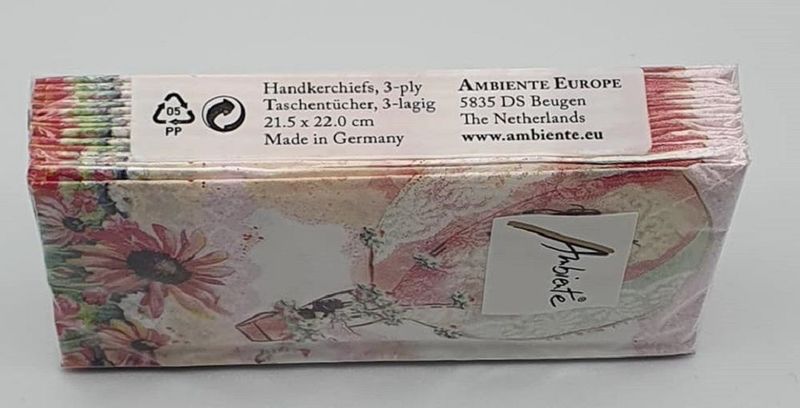 05
PP
Handkerchiefs, 3-ply
Taschentücher, 3-lagig
21.5 x 22.0 cm
Made in Germany
AMBIENTE EUROPE
5835 DS Beugen
The Netherlands
www.ambiente.eu
Ambiente®